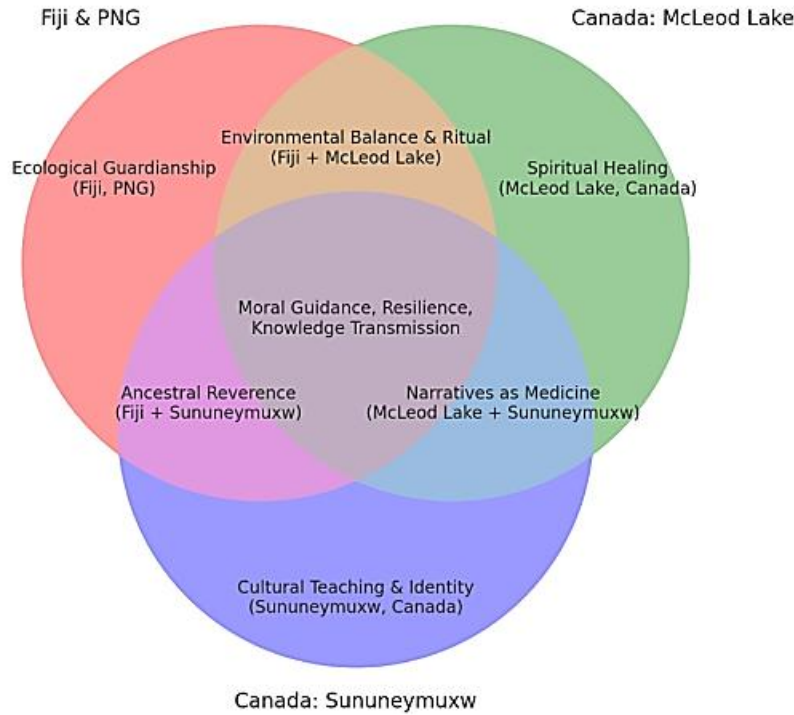 Fiji & PNG
Canada: McLeod Lake
Environmental Balance & Ritual
(Fiji + McLeod Lake)
Ecological Guardianship
(Fiji, PNG)
Spiritual Healing
(McLeod Lake, Canada)
Moral Guidance, Resilience,
Knowledge Transmission
Ancestral Reverence
(Fiji + Sununeymuxw)
Narratives as Medicine
(McLeod Lake + Sununeymuxw)
Cultural Teaching & Identity
(Sununeymuxw, Canada)
Canada: Sununeymuxw